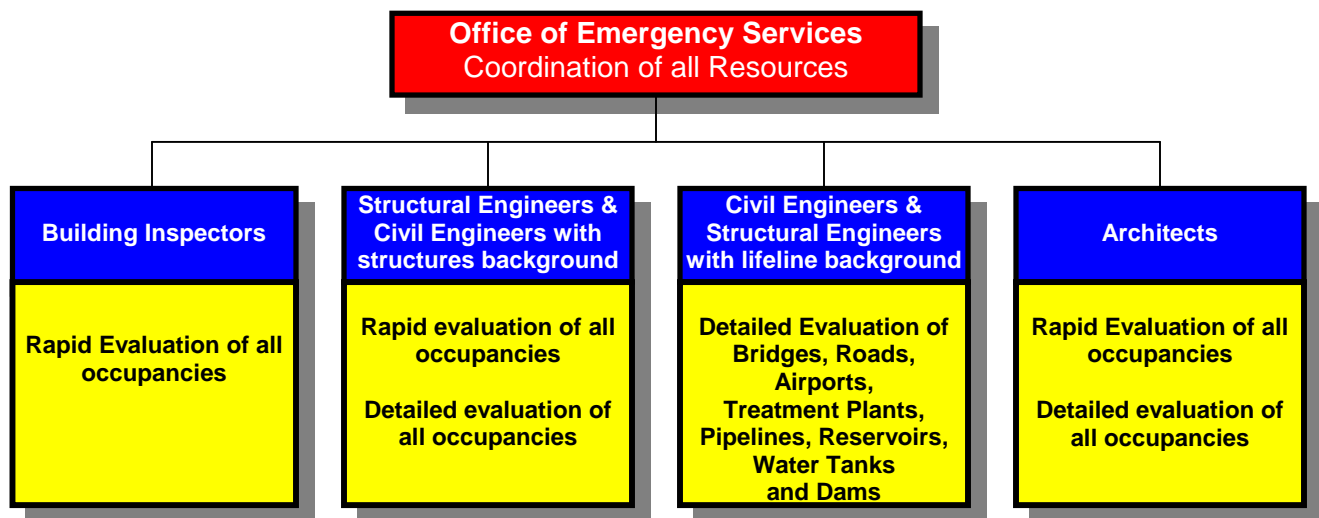 Office of Emergency Services
Coordination of all Resources
Building Inspectors
Rapid Evaluation of all
occupancies
Structural Engineers &
Civil Engineers with
structures background
Rapid evaluation of all
occupancies
Detailed evaluation of
all occupancies
Civil Engineers &
Structural Engineers
with lifeline background
Detailed Evaluation of
Bridges, Roads,
Airports,
Treatment Plants,
Pipelines, Reservoirs,
Water Tanks
and Dams
Architects
Rapid Evaluation of all
occupancies
Detailed evaluation of
all occupancies